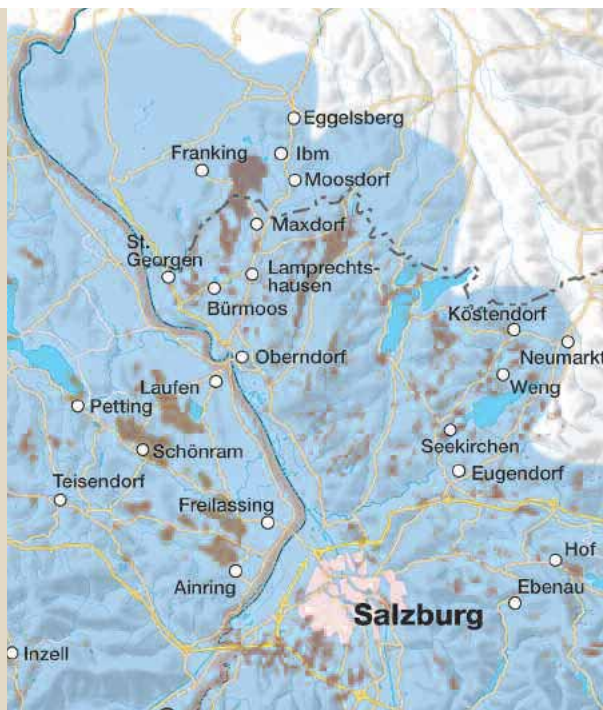 Eggelsberg
Franking
Ibm
Moosdorf
Maxdorf
St.
Georgen
Lamprechts-
hausen
Bürmoos
Köstendorf
Oberndorf
Neumarkt
Laufen
Weng
Petting
Seekirchen
Schönram
Eugendorf
Teisendorf
Freilassing
Hof
Ainring
Ebenau
Salzburg
Inzell